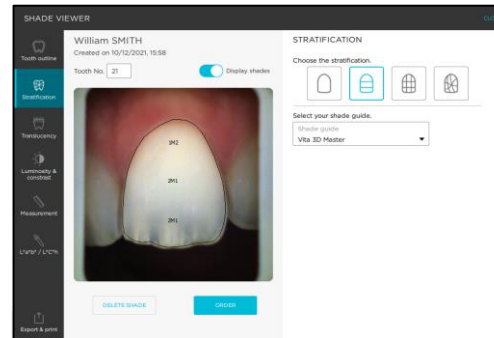 SHADE VIEWER
William SMITH
Created on 10/12/2021, 15:58
Tooth No. 21
Display shades
Tooth outline
Stratification
Translucency
Luminosity &
constrast
Measurement
L*a*b* / L*C*h
Export & print
2M1
2M1
DELETE SHADE
ORDER
STRATIFICATION
Choose the stratification.
Select your shade guide.
Shade guide
Vita 3D Master